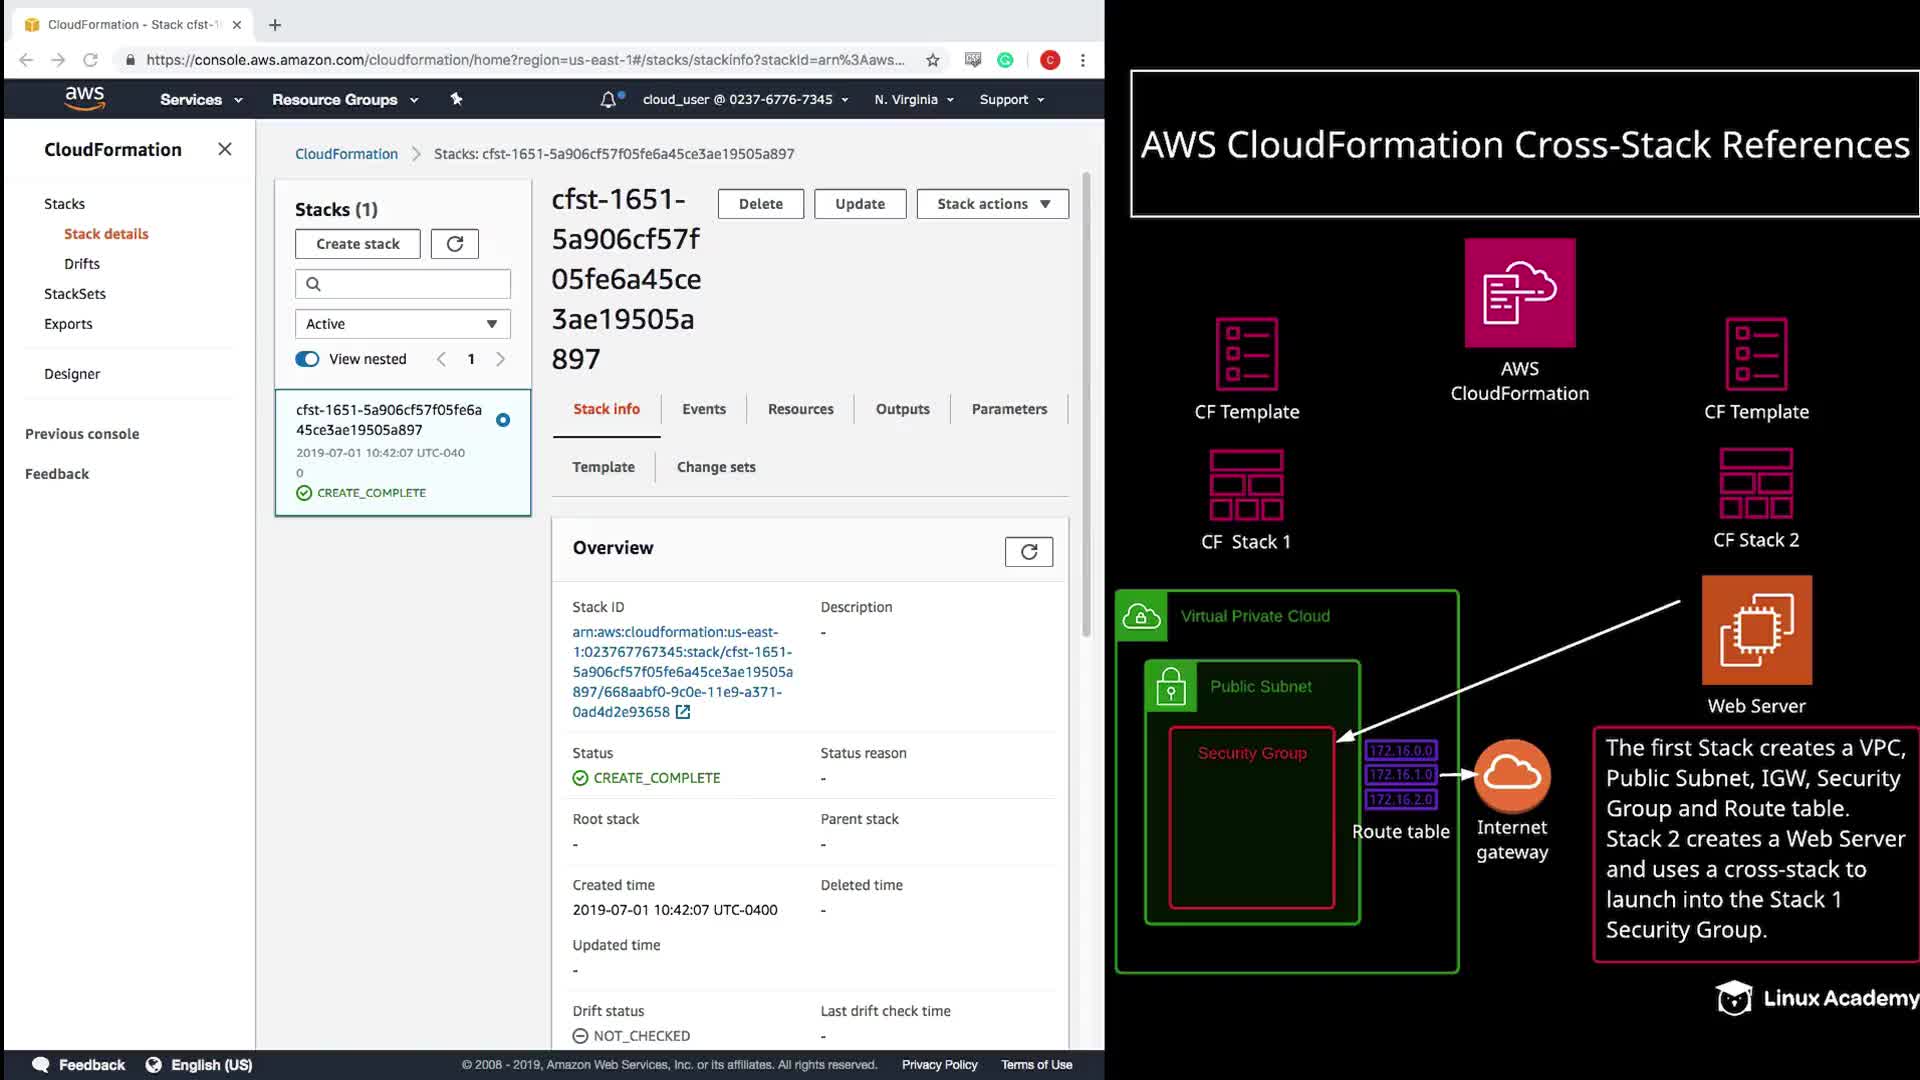 CloudFormation - Stack cfst-1
https://console.aws.amazon.com/cloudformation/home?region=us-east-1#/stacks/stackinfo?stackId=arn%3Aaws...
C
aws
Services
Resource Groups
cloud_user @ 0237-6776-7345
N. Virginia
Support
CloudFormation
Stacks
Stack details
Drifts
StackSets
Exports
Designer
Previous console
Feedback
CloudFormation
Stacks: cfst-1651-5a906cf57f05fe6a45ce3ae19505a897
Stacks (1)
Create stack
Active
View nested
1
cfst-1651-5a906cf57f05fe6a
45ce3ae19505a897
2019-07-01 10:42:07 UTC-040
0
CREATE_COMPLETE
cfst-1651-
5a906cf57f
05fe6a45ce
3ae19505a
897
Delete
Update
Stack actions
Stack info
Events
Resources
Outputs
Parameters
Template
Change sets
Overview
Stack ID
arn:aws:cloudformation:us-east-
1:023767767345:stack/cfst-1651-
5a906cf57f05fe6a45ce3ae19505a
897/668aabf0-9c0e-11e9-a371-
0ad4d2e93658
Description
-
Status
CREATE_COMPLETE
Status reason
-
Root stack
-
Parent stack
-
Created time
2019-07-01 10:42:07 UTC-0400
Deleted time
-
Updated time
-
Drift status
NOT_CHECKED
Last drift check time
-
Feedback
English (US)
© 2008 - 2019, Amazon Web Services, Inc. or its affiliates. All rights reserved.
Privacy Policy
Terms of Use
AWS CloudFormation Cross-Stack References
AWS
CloudFormation
CF Template
CF Template
CF Stack 1
CF Stack 2
Virtual Private Cloud
Public Subnet
Security Group
172.16.0.0
172.16.1.0
172.16.2.0
Route table
Internet
gateway
Web Server
The first Stack creates a VPC,
Public Subnet, IGW, Security
Group and Route table.
Stack 2 creates a Web Server
and uses a cross-stack to
launch into the Stack 1
Security Group.
Linux Academy